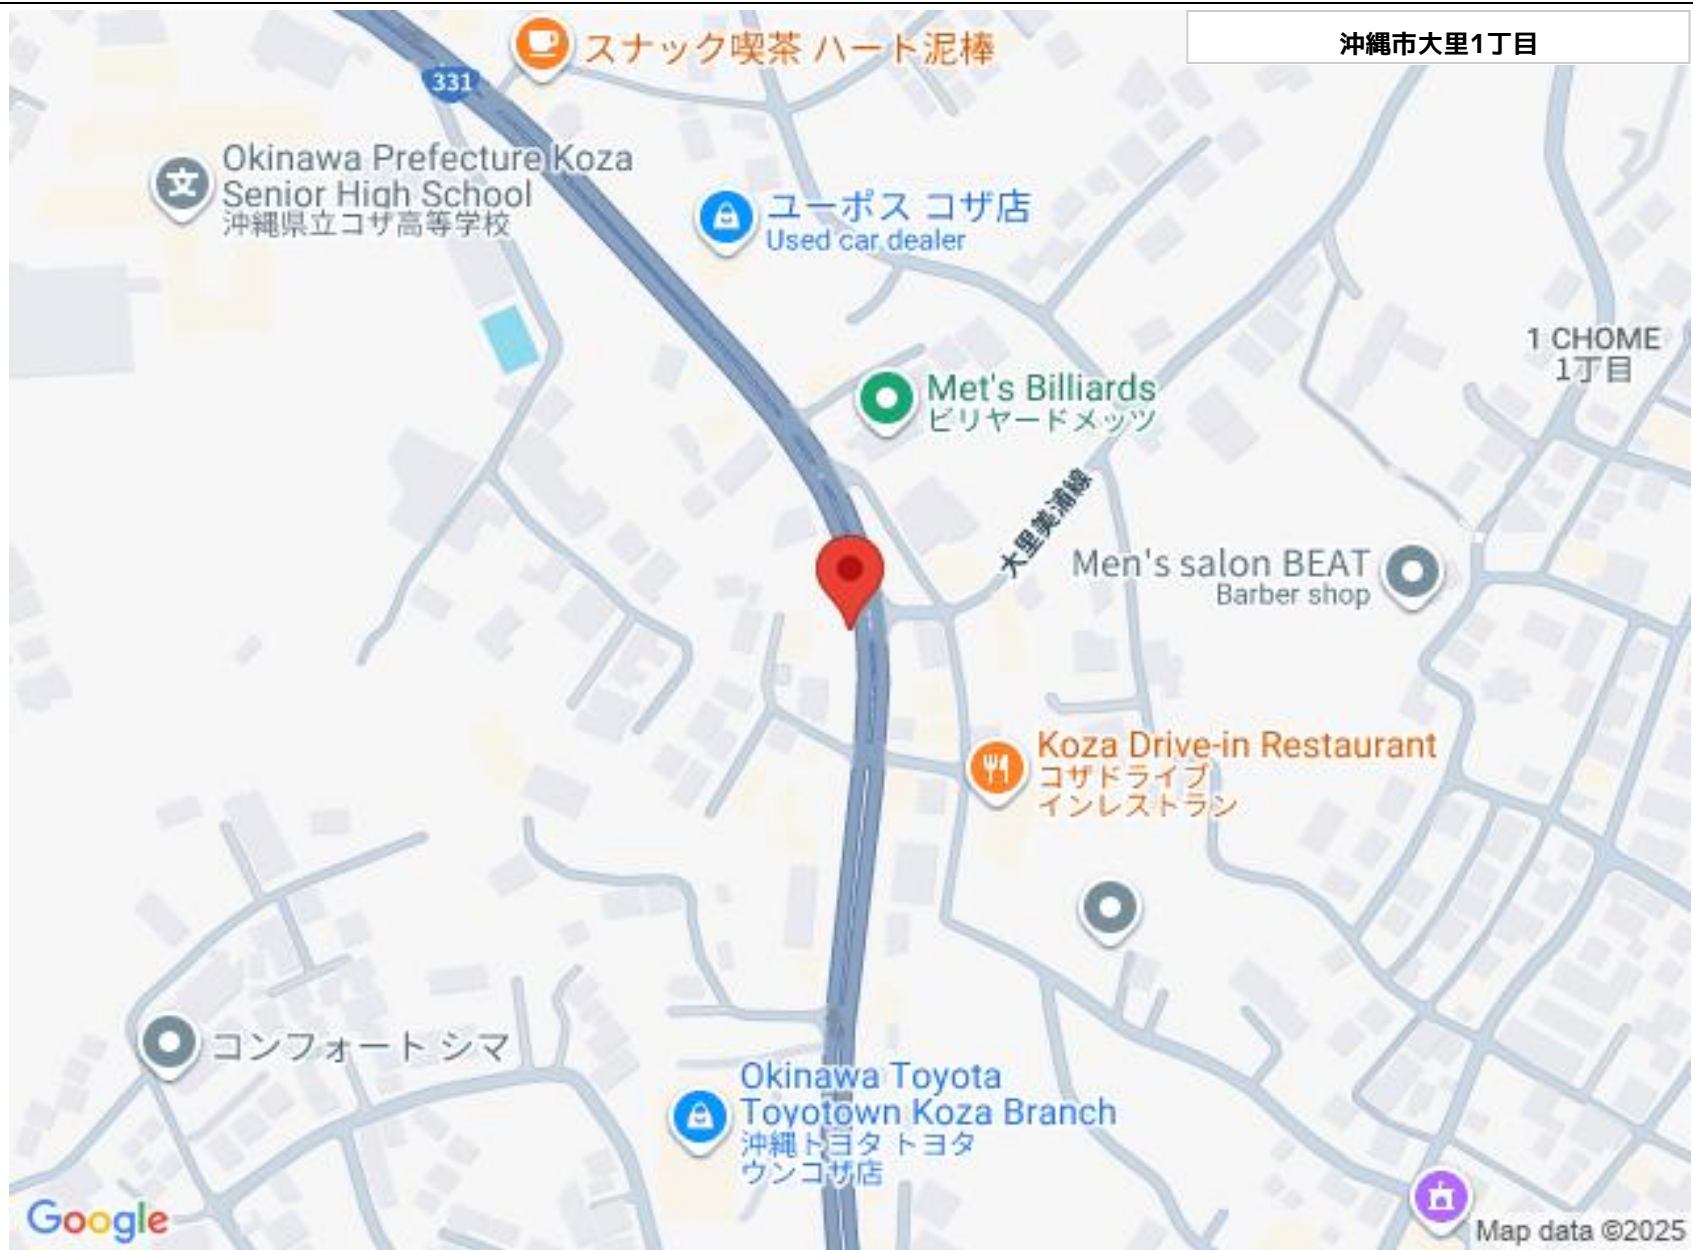 沖縄市大里1丁目
スナック喫茶 ハート泥棒
331
Okinawa Prefecture Koza
Senior High School
沖縄県立コザ高等学校
ユーポス コザ店
Used car dealer
1 CHOME
1丁目
Met's Billiards
ビリヤードメッツ
大里美浦線
Men's salon BEAT
Barber shop
Koza Drive-in Restaurant
コザドライブ
インレストラン
コンフォート シマ
Okinawa Toyota
Toyotown Koza Branch
沖縄トヨタ トヨタ
ウンコザ店
Google
Map data ©2025